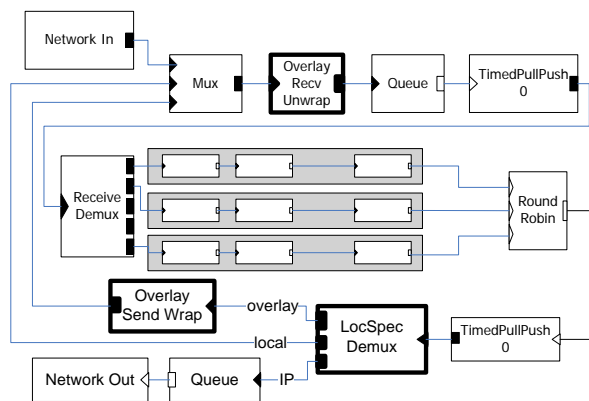 Network In
Mux
Overlay
Recv
Unwrap
Queue
TimedPullPush
0
Receive
Demux
Round
Robin
Overlay
Send Wrap
overlay
local
IP
LocSpec
Demux
TimedPullPush
0
Network Out
Queue